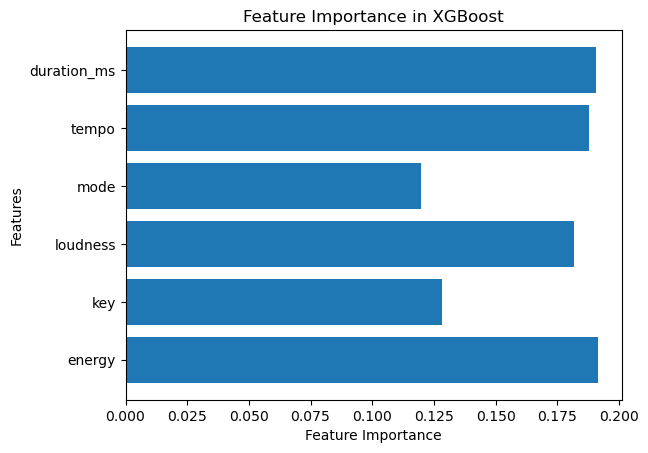 Feature Importance in XGBoost
duration_ms
tempo
mode
loudness
key
energy
Features
0.000 0.025 0.050 0.075 0.100 0.125 0.150 0.175 0.200
Feature Importance